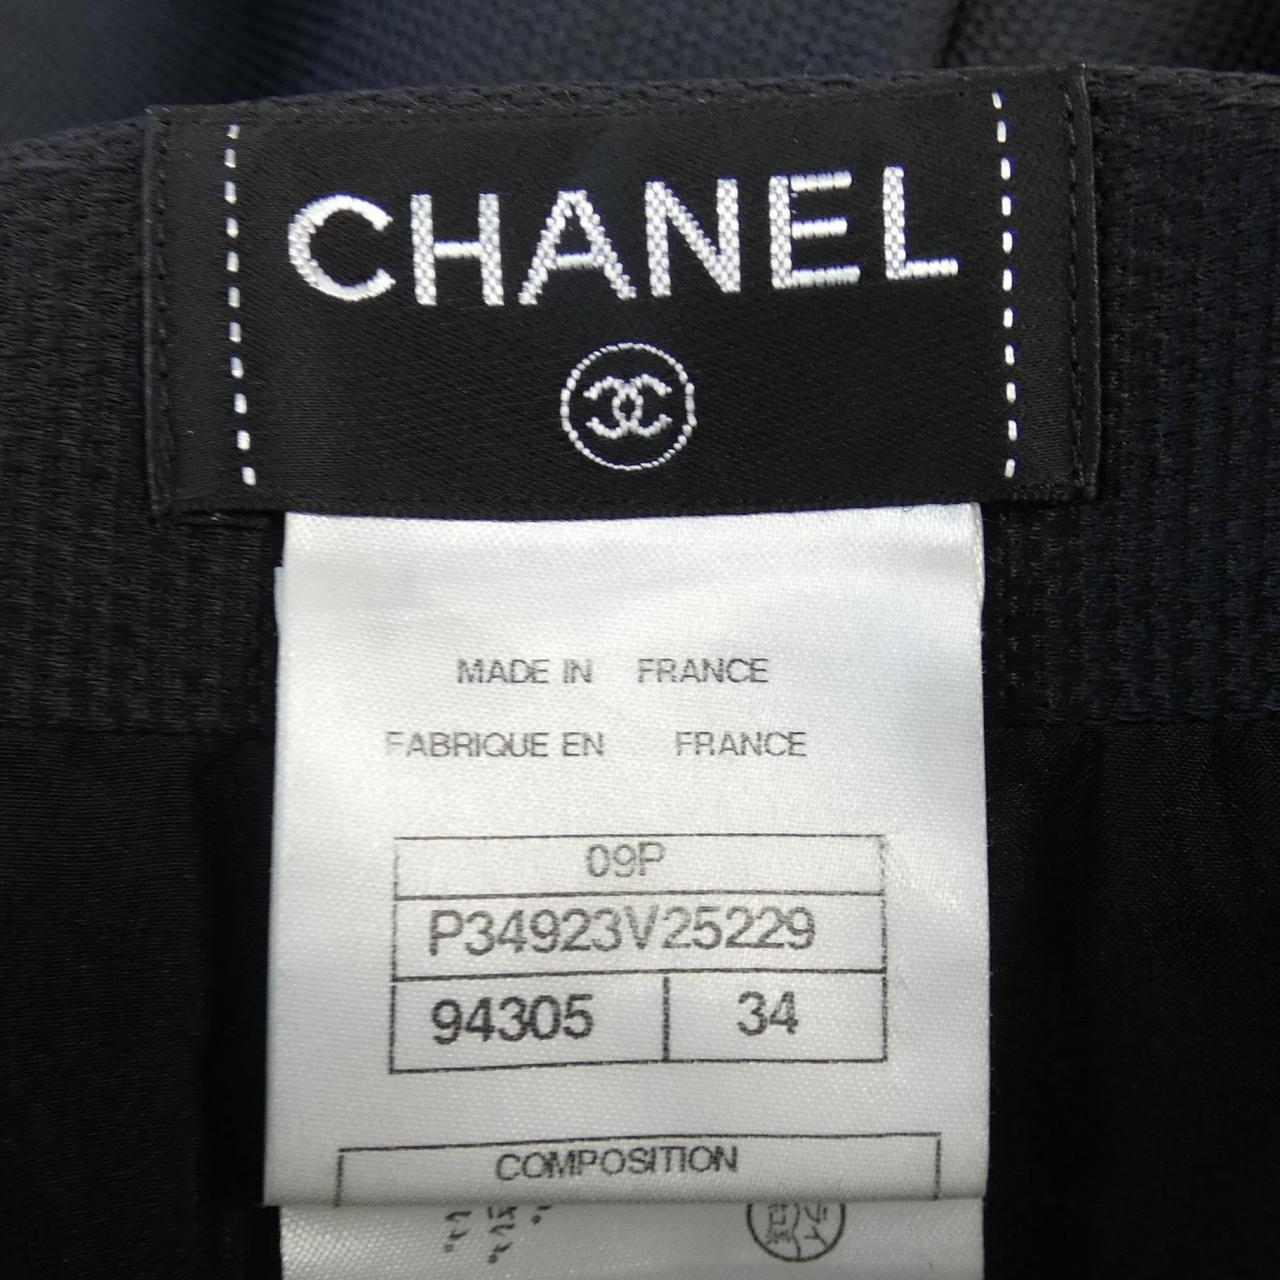 CHANEL
MADE IN FRANCE
FABRIQUE EN FRANCE
09P
P34923V25229
94305 34
COMPOSITION